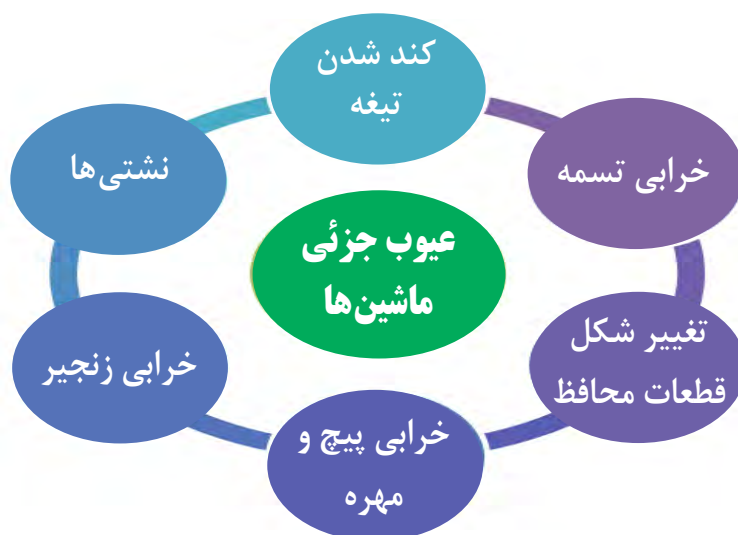 کند شدن
تیغه
خرابی تسمه
تغییر شکل
قطعات محافظ
خرابی پیچ و
مهره
خرابی زنجیر
نشتی‌ها
عیوب جزئی
ماشین‌ها